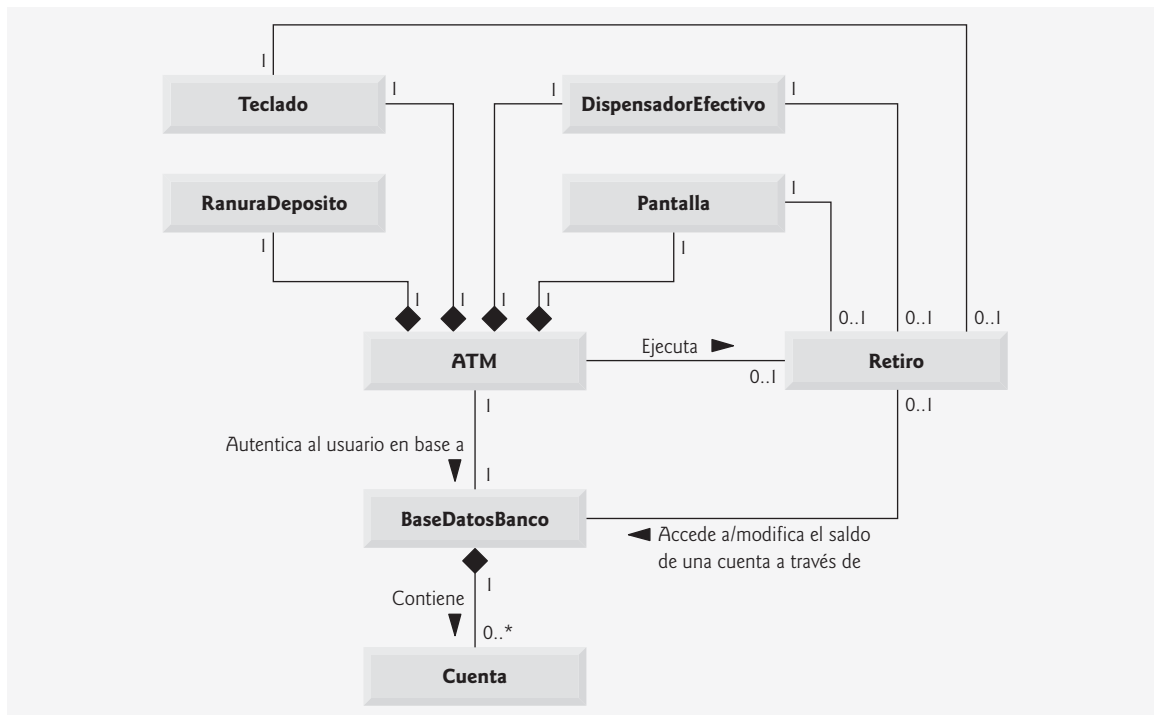 1
Teclado
1
1
DispensadorEfectivo
1
RanuraDeposito
1
Pantalla
1
1
1
1
1
1
0..1
0..1
0..1
ATM
Ejecuta
0..1
Retiro
1
0..1
Autentica al usuario en base a
1
BaseDatosBanco
Accede a/modifica el saldo
de una cuenta a través de
1
Contiene
0..*
Cuenta